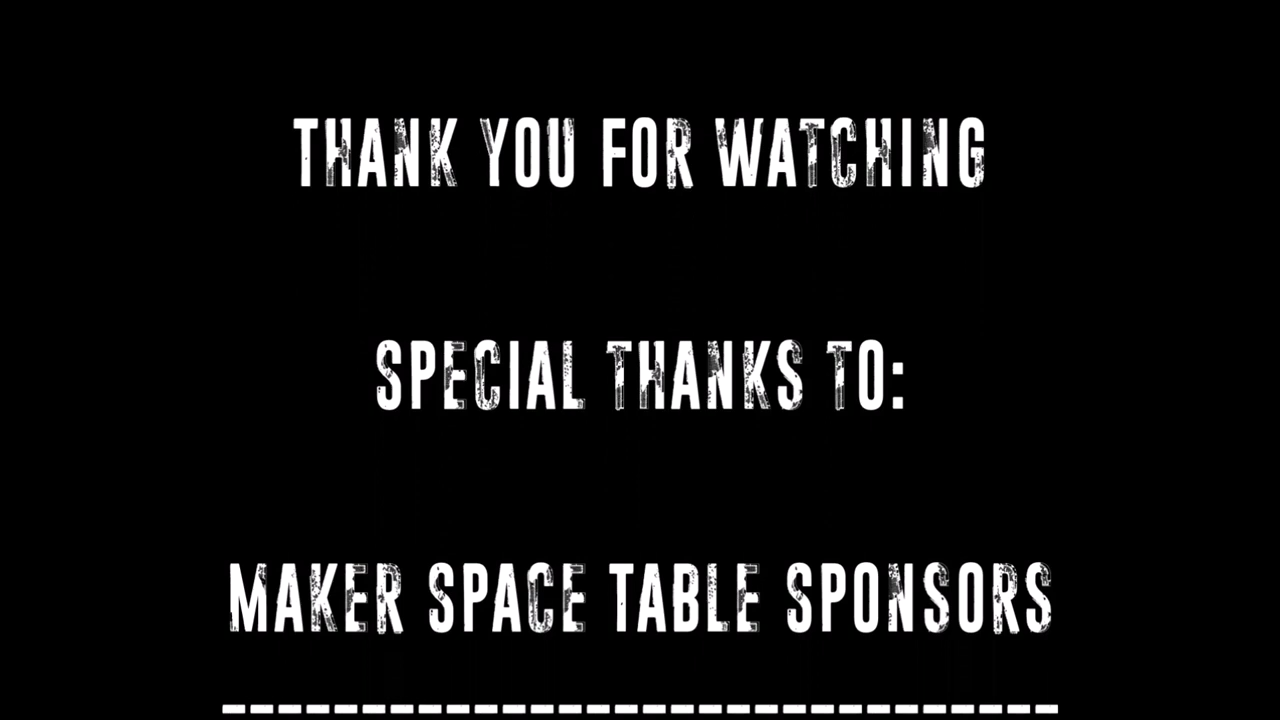 THANK YOU FOR WATCHING
SPECIAL THANKS TO:
MAKER SPACE TABLE SPONSORS
------------------------------